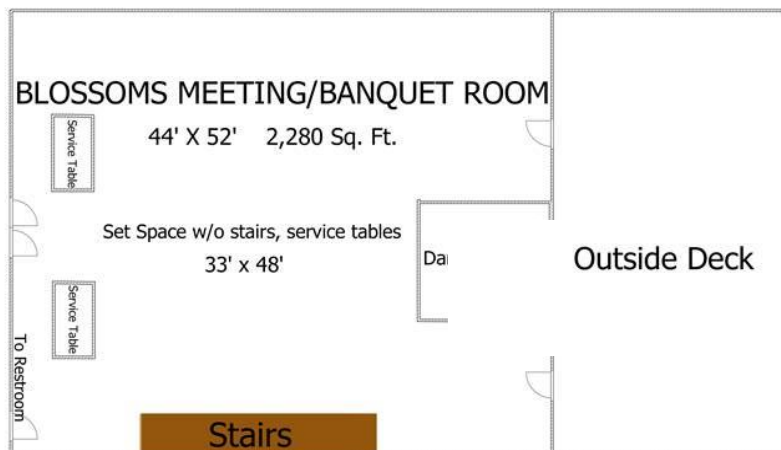 BLOSSOMS MEETING/BANQUET ROOM
44' X 52' 2,280 Sq. Ft.
Service Table
Set Space w/o stairs, service tables
33' x 48'
Outside Deck
Service Table
To Restroom
Stairs